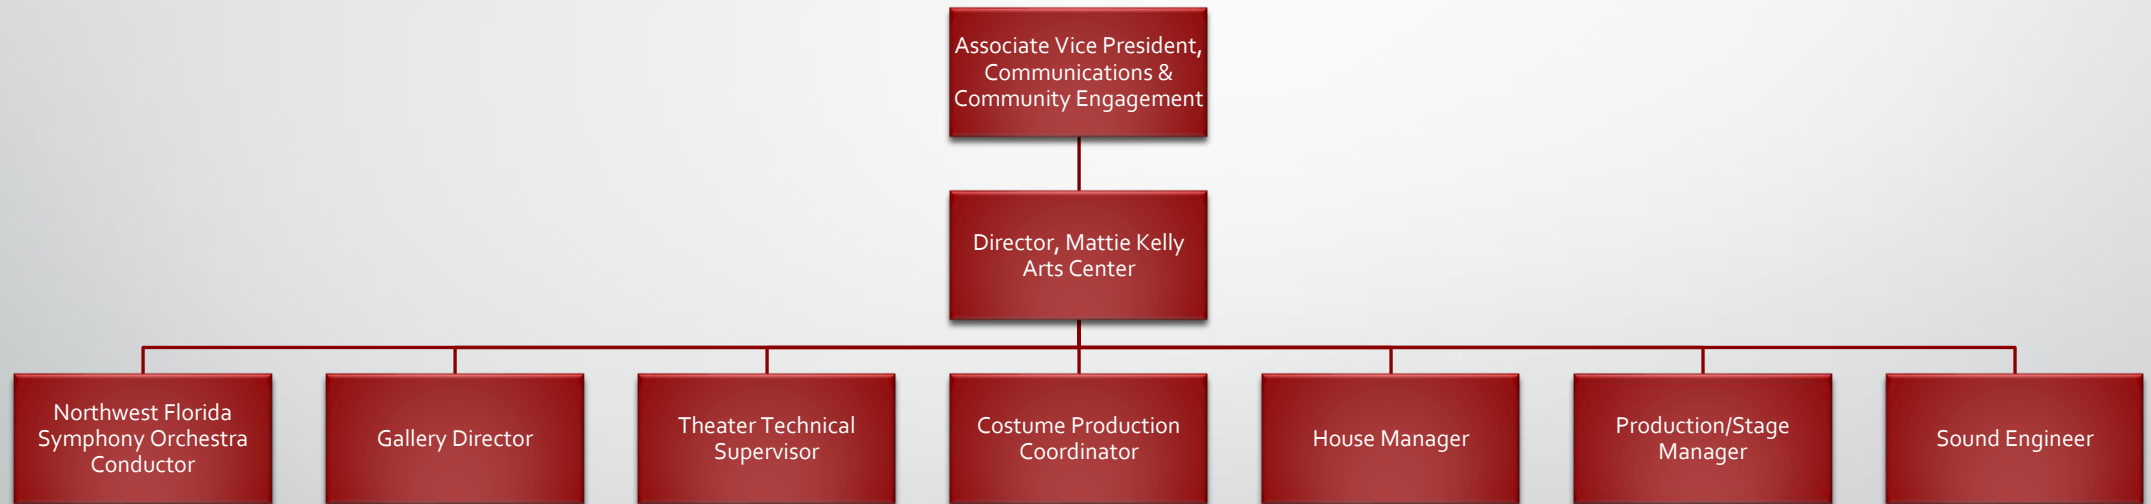 Associate Vice President,
Communications &
Community Engagement
Director, Mattie Kelly
Arts Center
Northwest Florida
Symphony Orchestra
Conductor
Gallery Director
Theater Technical
Supervisor
Costume Production
Coordinator
House Manager
Production/Stage
Manager
Sound Engineer